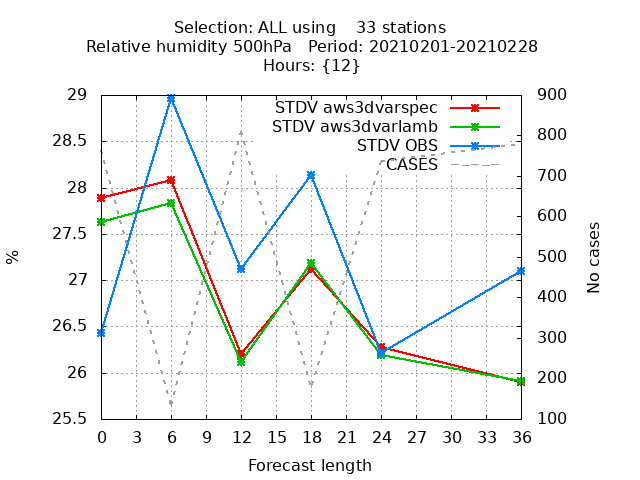 Selection: ALL using    33 stations
Relative humidity 500hPa   Period: 20210201-20210228
Hours: {12}
STDV aws3dvarspec
STDV aws3dvarlamb
STDV OBS
CASES
29
28.5
28
27.5
27
26.5
26
25.5
%
900
800
700
600
500
400
300
200
100
No cases
0 3 6 9 12 15 18 21 24 27 30 33 36
Forecast length